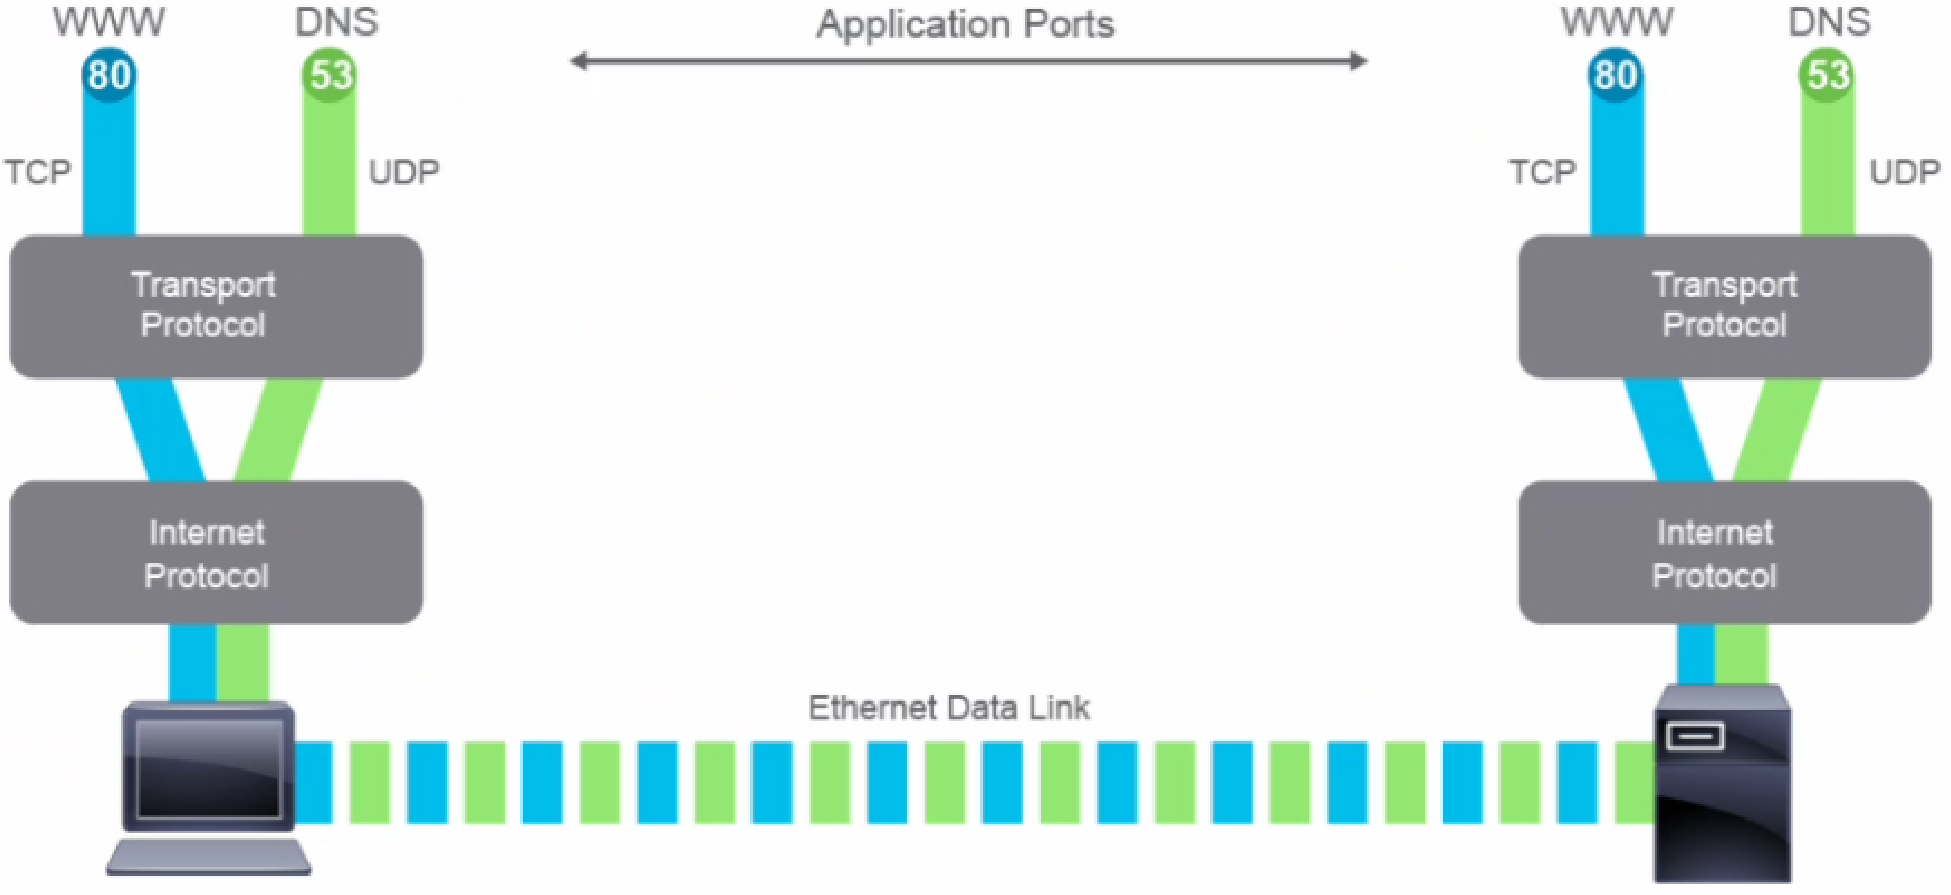 WWW
DNS
Application Ports
WWW
DNS
80
53
80
53
TCP
UDP
TCP
UDP
Transport
Protocol
Transport
Protocol
Internet
Protocol
Internet
Protocol
Ethernet Data Link